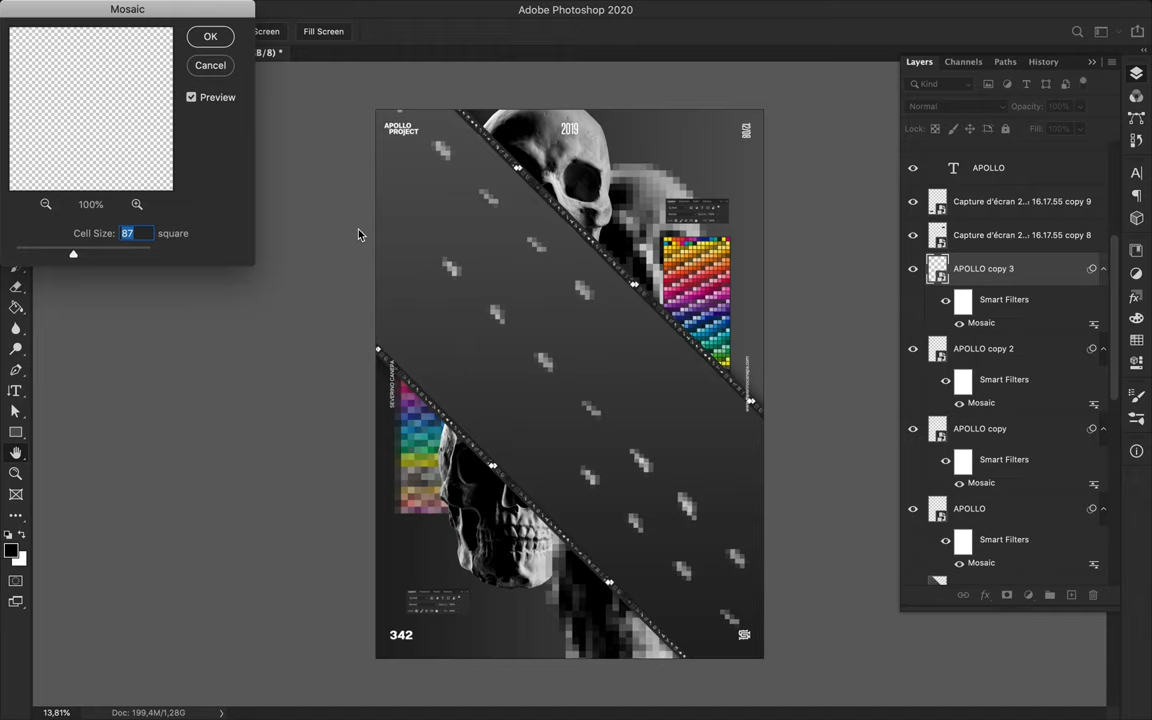 Mosaic
Adobe Photoshop 2020
OK
Screen
Fill Screen
Cancel
B/8) *
Preview
100%
Cell Size: 87 square
Layers
Channels
Paths
History
Kind
Normal
Opacity: 100%
Lock:
Fill: 100%
APOLLO
Capture d'écran 2...i 16.17.55 copy 9
Capture d'écran 2...i 16.17.55 copy 8
APOLLO copy 3
Smart Filters
Mosaic
APOLLO copy 2
Smart Filters
Mosaic
APOLLO copy
Smart Filters
Mosaic
APOLLO
Smart Filters
Mosaic
APOLLO
PROJECT
2019
342
13,81%
Doc: 199,4M/1,28G